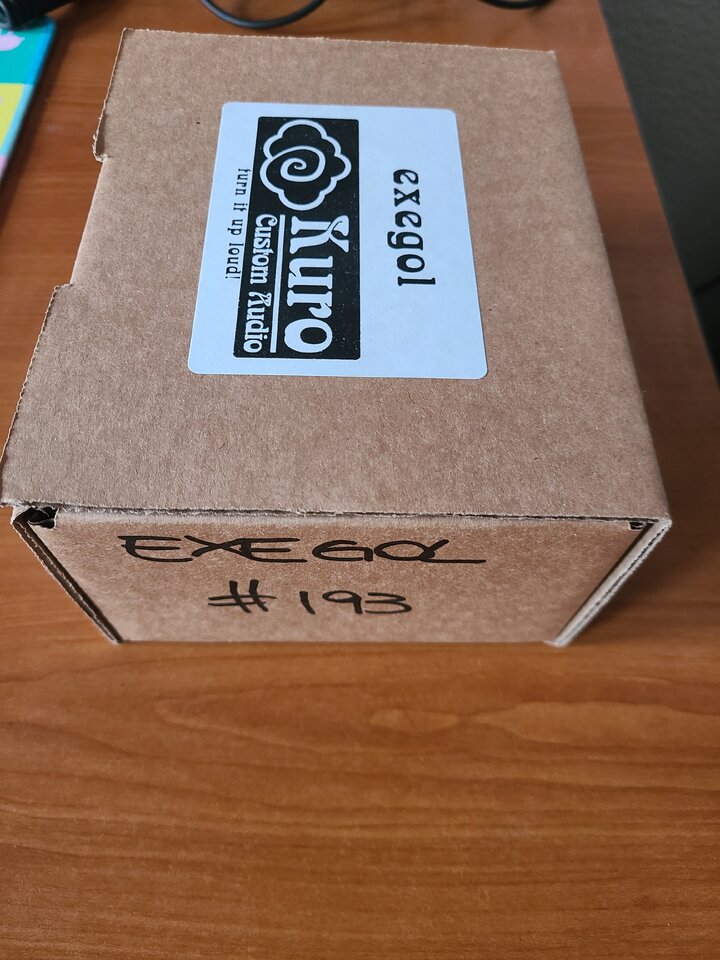 exegol
Kuro
Custom Audio
turn it up loud!
EXEGOL
#193